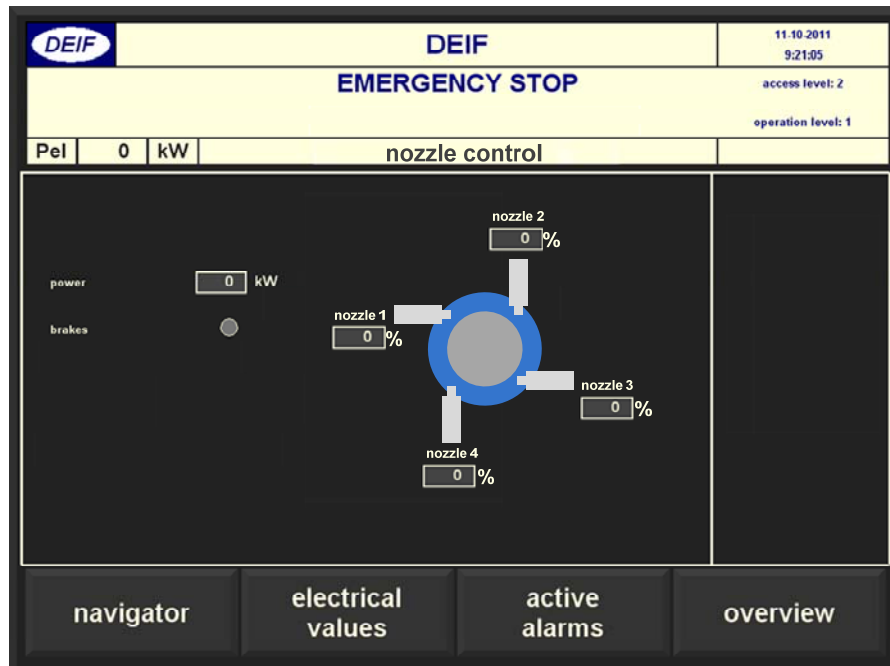 DEIF
DEIF
11-10-2011
9:21:05
EMERGENCY STOP
access level: 2
operation level: 1
Pel 0 kW
nozzle control
nozzle 2
0 %
power 0 kW
nozzle 1
0 %
brakes
nozzle 3
0 %
nozzle 4
0 %
navigator
electrical
values
active
alarms
overview